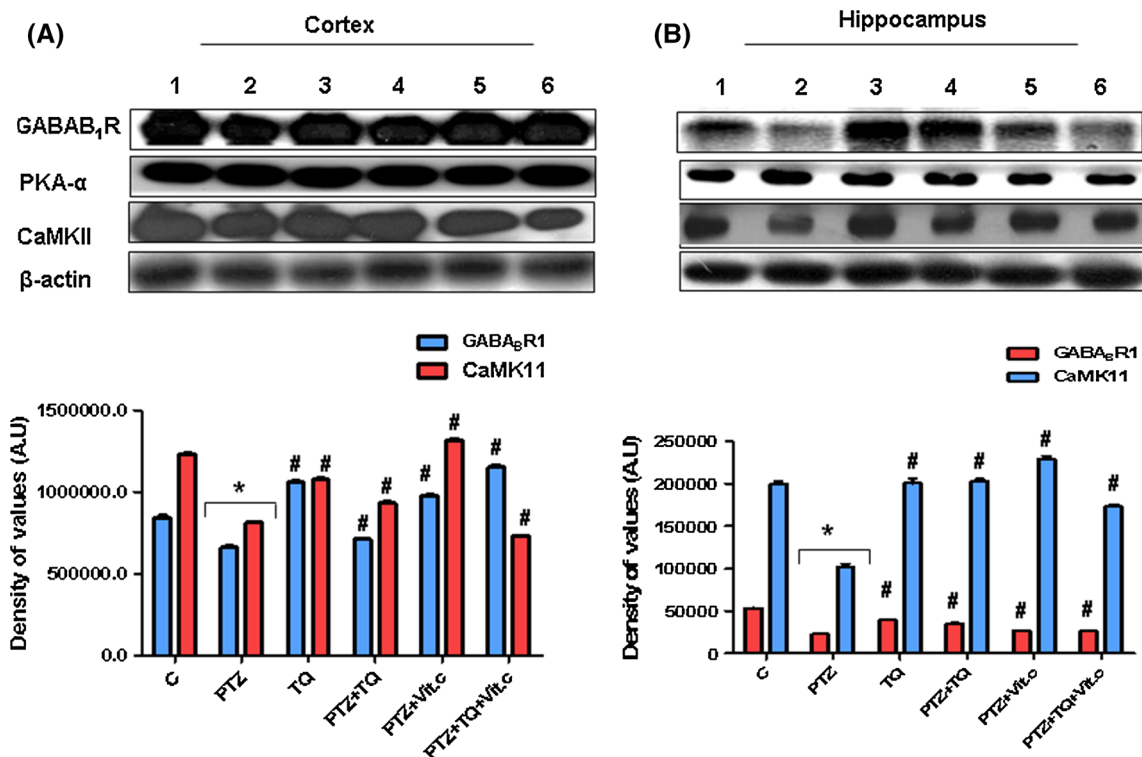 (A)
Cortex
1 2 3 4 5 6
GABAB₁R
PKA-α
CaMKII
β-actin
GABA_BR1
CaMK11
Density of values (A.U)
1500000.0
1000000.0
500000.0
0.0
# # * # # # # # #
C PTZ TQ PTZ+TQ PTZ+Vit.c PTZ+TQ+Vit.c
(B)
Hippocampus
1 2 3 4 5 6
GABA_BR1
CaMK11
Density of values (A.U)
250000
200000
150000
100000
50000
0
* # # # # # # # #
C PTZ TQ PTZ+TQ PTZ+Vit.c PTZ+TQ+Vit.c